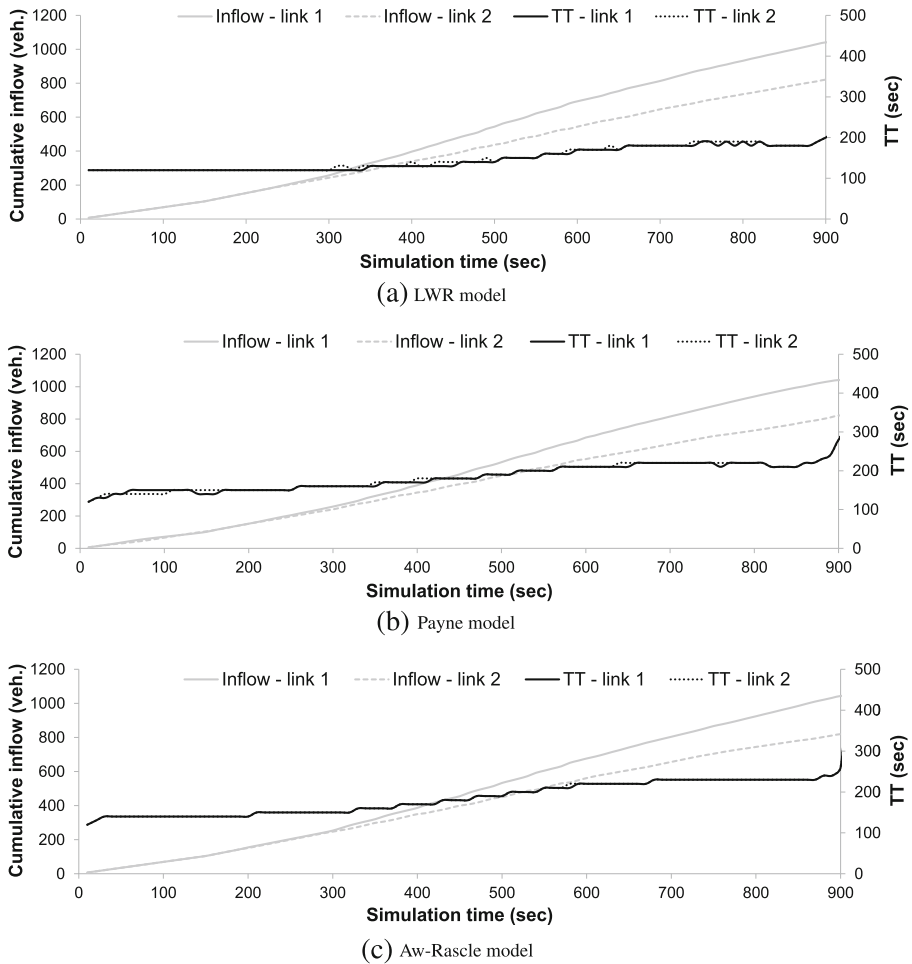 Inflow - link 1 Inflow - link 2 TT - link 1 TT - link 2
Cumulative inflow (veh.)
1200
1000
800
600
400
200
0
500
400
300
200
100
0
TT (sec)
0 100 200 300 400 500 600 700 800 900
Simulation time (sec)
(a) LWR model
Inflow - link 1 Inflow - link 2 TT - link 1 TT - link 2
Cumulative inflow (veh.)
1200
1000
800
600
400
200
0
500
400
300
200
100
0
TT (sec)
0 100 200 300 400 500 600 700 800 900
Simulation time (sec)
(b) Payne model
Inflow - link 1 Inflow - link 2 TT - link 1 TT - link 2
Cumulative inflow (veh.)
1200
1000
800
600
400
200
0
500
400
300
200
100
0
TT (sec)
0 100 200 300 400 500 600 700 800 900
Simulation time (sec)
(c) Aw-Rascle model